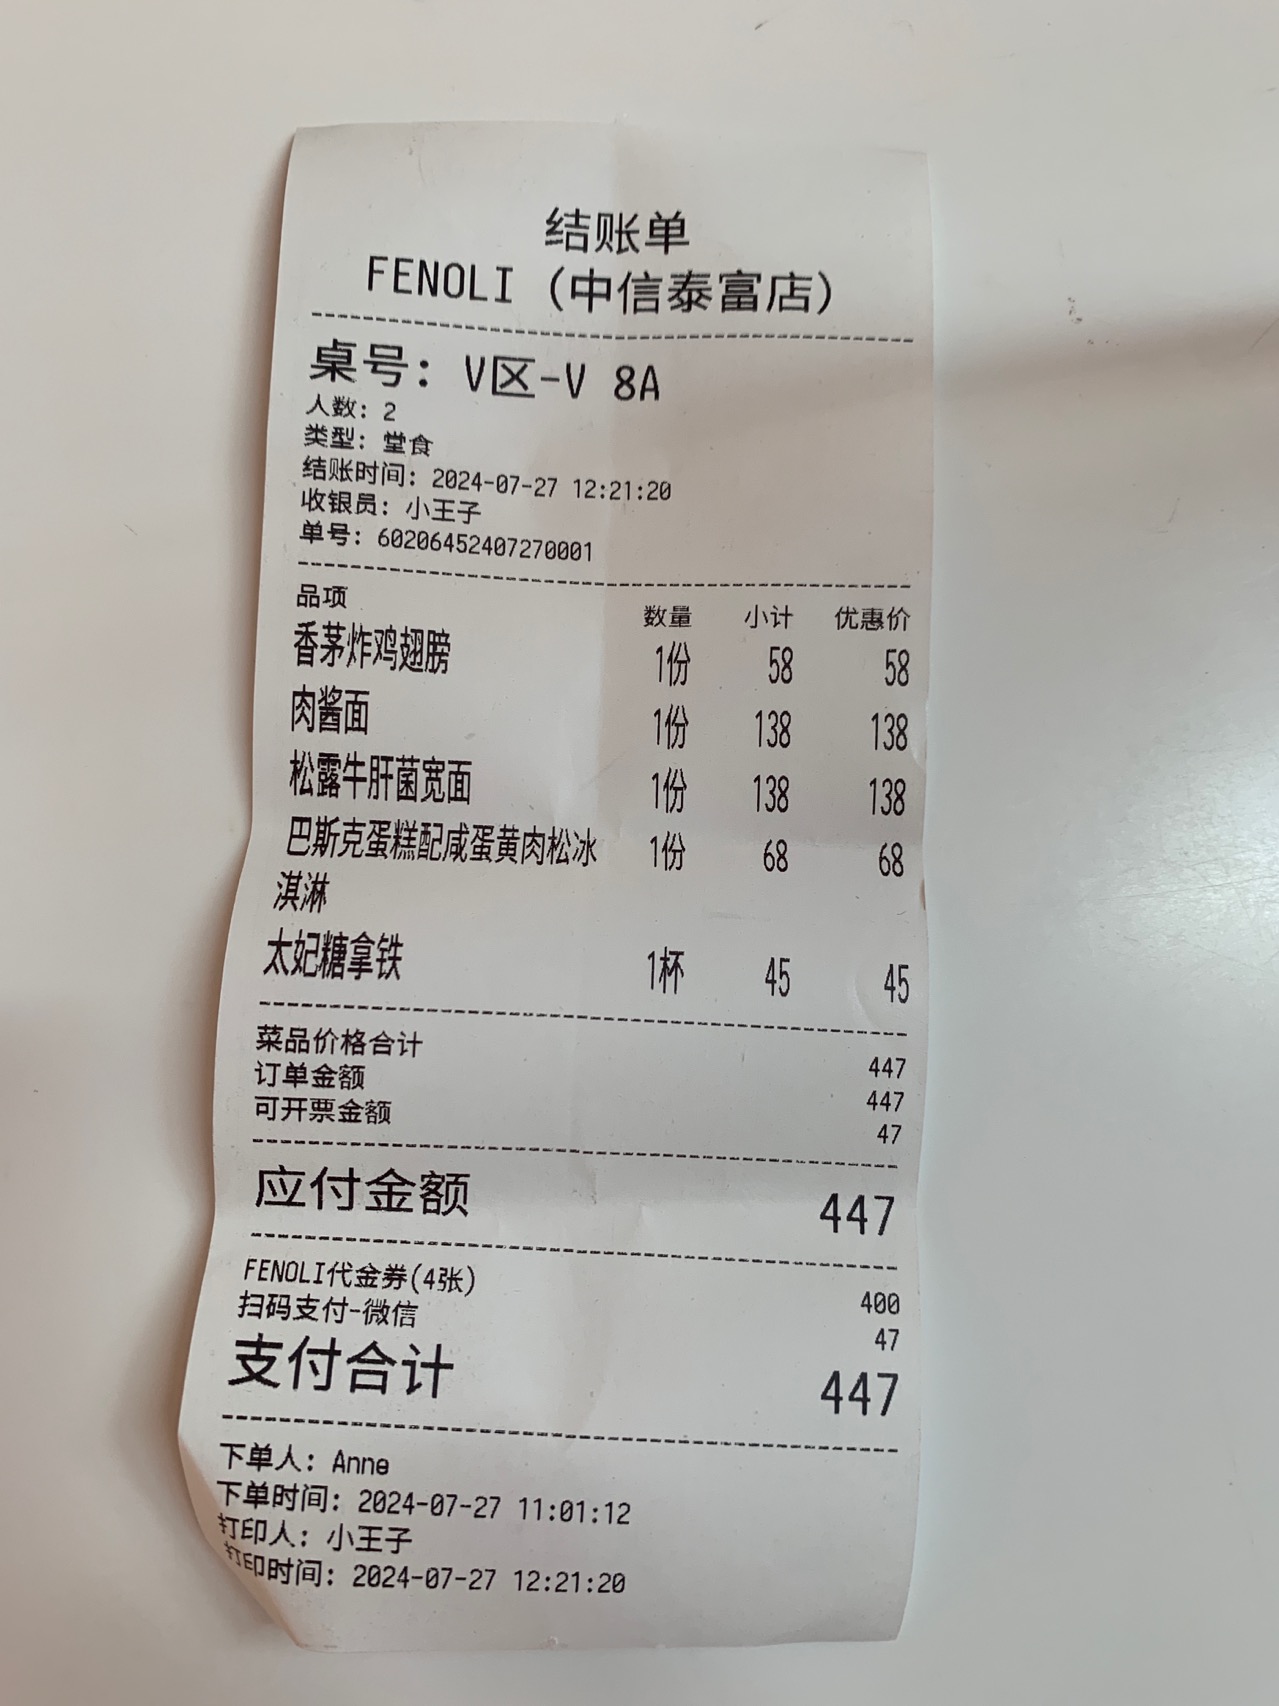 结账单
FENOLI（中信泰富店）
桌号：V区-V 8A
人数：2
类型：堂食
结账时间：2024-07-27 12:21:20
收银员：小王子
单号：60206452407270001
品项 数量 小计 优惠价
香茅炸鸡翅膀 1份 58 58
肉酱面 1份 138 138
松露牛肝菌宽面 1份 138 138
巴斯克蛋糕配咸蛋黄肉松冰 1份 68 68
淇淋
太妃糖拿铁 1杯 45 45
菜品价格合计 447
订单金额 447
可开票金额 47
应付金额 447
FENOLI代金券(4张) 400
扫码支付-微信 47
支付合计 447
下单人：Anne
下单时间：2024-07-27 11:01:12
打印人：小王子
打印时间：2024-07-27 12:21:20